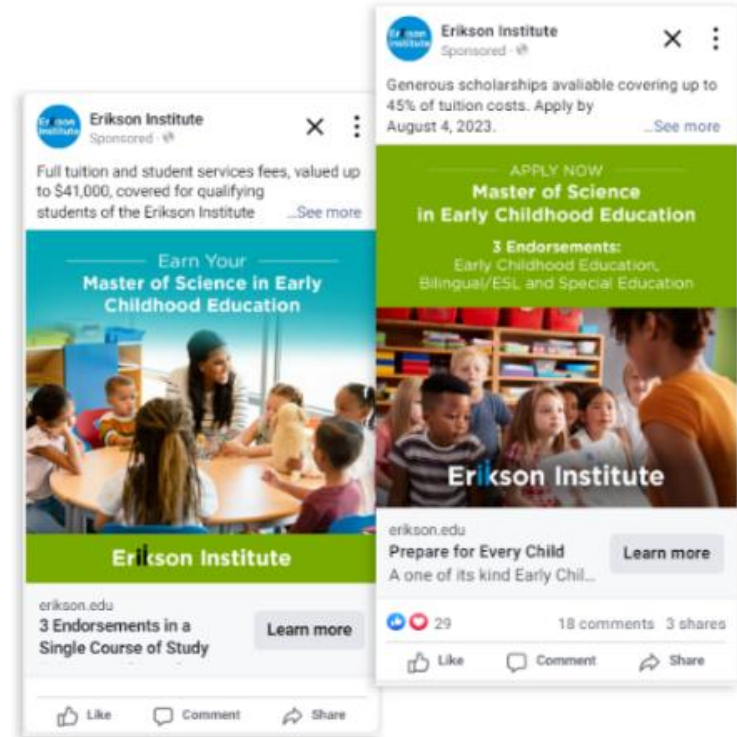 Erikson Institute
Erikson Institute
Sponsored
Full tuition and student services fees, valued up
to $41,000, covered for qualifying
students of the Erikson Institute ...See more
Earn Your
Master of Science in Early
Childhood Education
Erikson Institute
erikson.edu
3 Endorsements in a
Single Course of Study
Learn more
Like
Comment
Share
Erikson Institute
Erikson Institute
Sponsored
Generous scholarships available covering up to
45% of tuition costs. Apply by
August 4, 2023. ...See more
APPLY NOW
Master of Science
in Early Childhood Education
3 Endorsements:
Early Childhood Education,
Bilingual/ESL and Special Education
Erikson Institute
erikson.edu
Prepare for Every Child
A one of its kind Early Chil...
Learn more
29
18 comments 3 shares
Like
Comment
Share